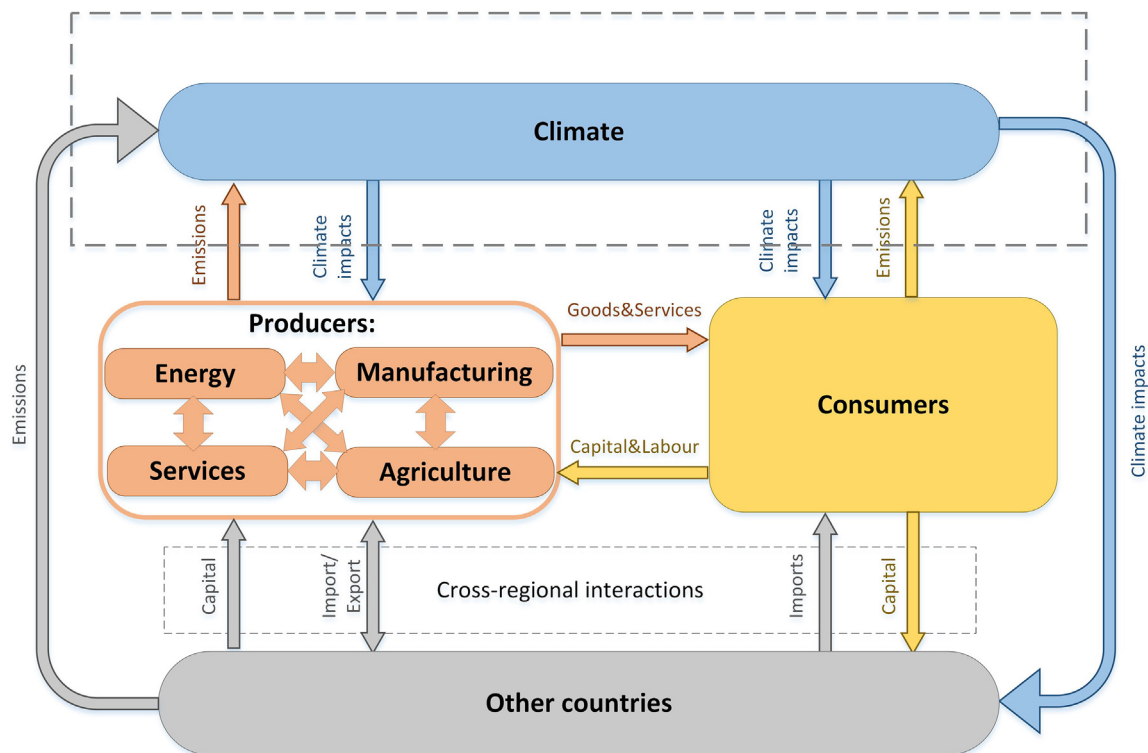 Climate
Emissions
Climate
impacts
Climate
impacts
Emissions
Producers:
Energy
Manufacturing
Services
Agriculture
Goods&Services
Capital&Labour
Consumers
Emissions
Climate impacts
Capital
Import/
Export
Cross-regional interactions
Imports
Capital
Other countries